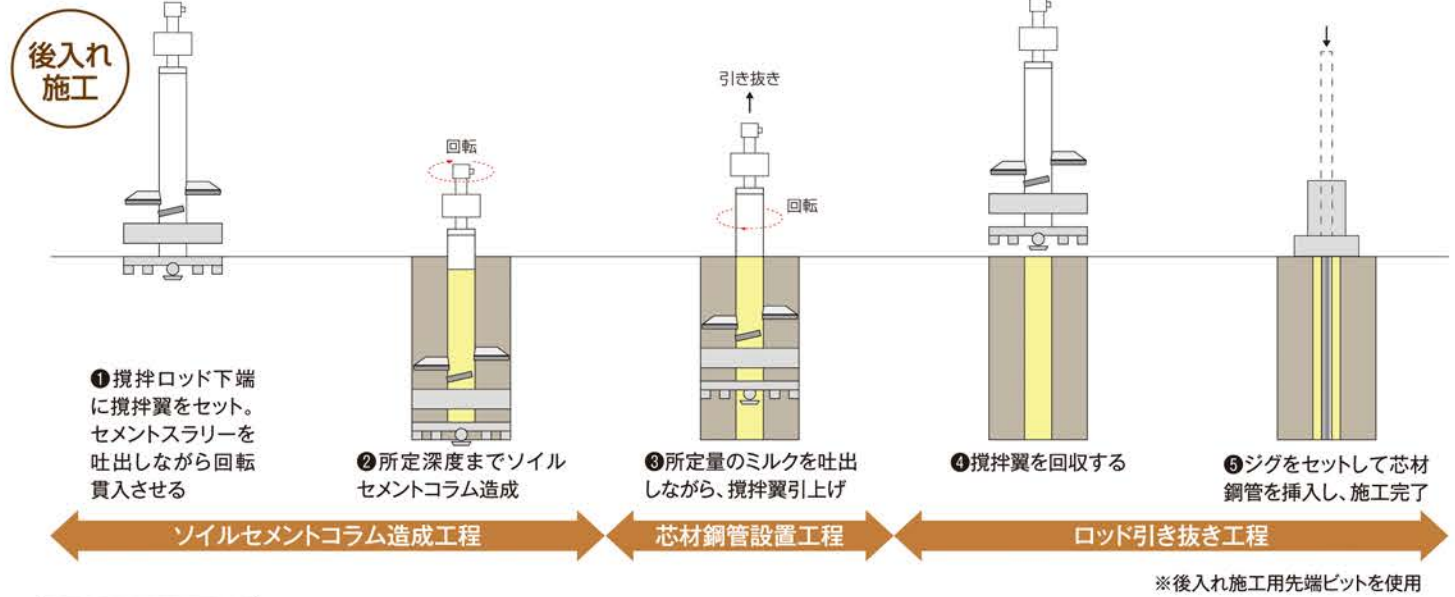 後入れ
施工
回転
引き抜き
回転
❶撹拌ロッド下端
に撹拌翼をセット。
セメントスラリーを
吐出しながら回転
貫入させる
❷所定深度までソイル
セメントコラム造成
❸所定量のミルクを吐出
しながら、撹拌翼引上げ
❹撹拌翼を回収する
❺ジグをセットして芯材
鋼管を挿入し、施工完了
ソイルセメントコラム造成工程
芯材鋼管設置工程
ロッド引き抜き工程
※後入れ施工用先端ビットを使用